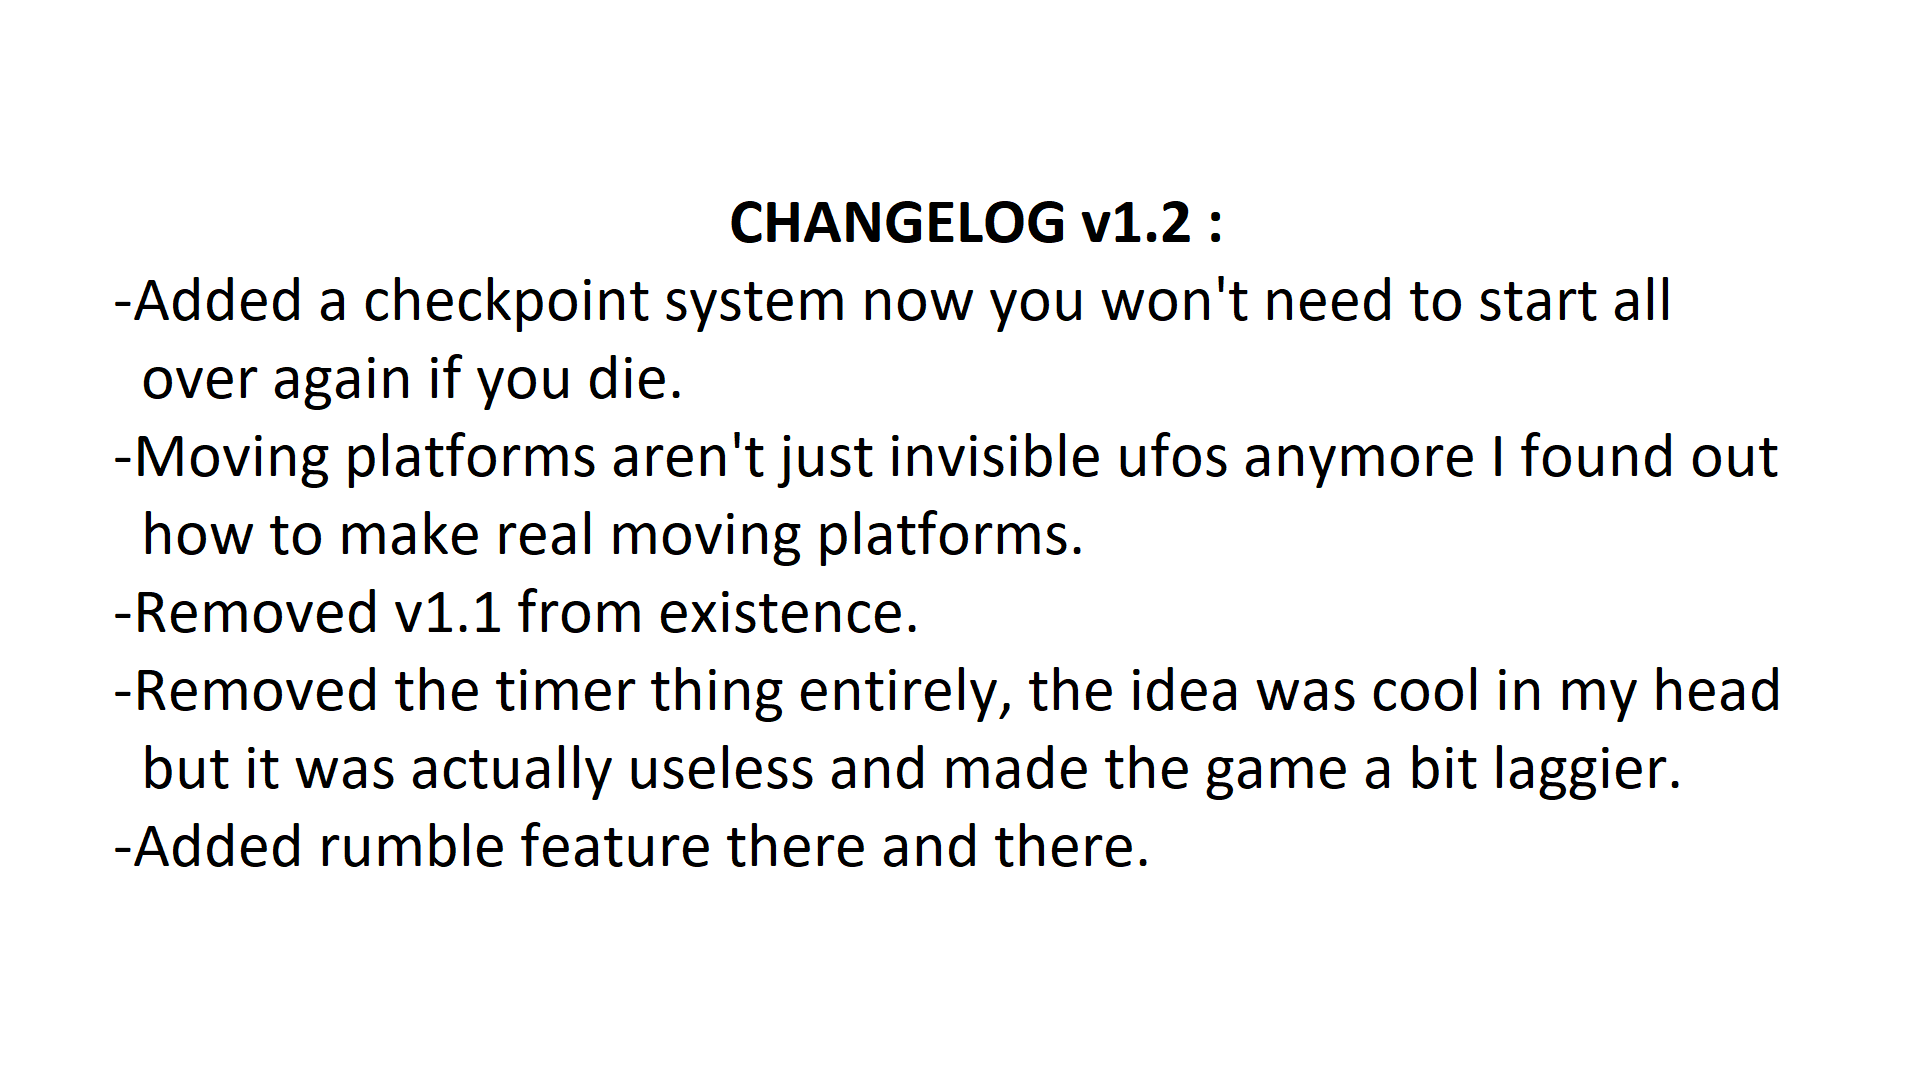 CHANGELOG v1.2 :
-Added a checkpoint system now you won't need to start all
over again if you die.
-Moving platforms aren't just invisible ufos anymore I found out
how to make real moving platforms.
-Removed v1.1 from existence.
-Removed the timer thing entirely, the idea was cool in my head
but it was actually useless and made the game a bit laggier.
-Added rumble feature there and there.